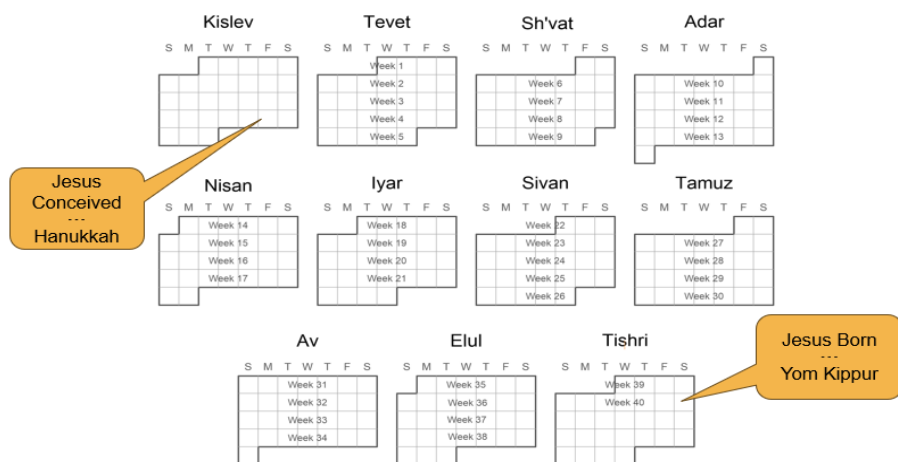 Kislev Tevet Sh'vat Adar
S M T W T F S S M T W T F S S M T W T F S S M T W T F S
Week 1
Week 2 Week 6 Week 10
Week 3 Week 7 Week 11
Week 4 Week 8 Week 12
Week 5 Week 9 Week 13
Jesus
Conceived
---
Hanukkah
Nisan Iyar Sivan Tamuz
S M T W T F S S M T W T F S S M T W T F S S M T W T F S
Week 14 Week 18 Week 22
Week 15 Week 19 Week 23 Week 27
Week 16 Week 20 Week 24 Week 28
Week 17 Week 21 Week 25 Week 29
Week 26 Week 30
Av Elul Tishri
S M T W T F S S M T W T F S S M T W T F S
Week 31 Week 35 Week 39
Week 32 Week 36 Week 40
Week 33 Week 37
Week 34 Week 38
Jesus Born
---
Yom Kippur